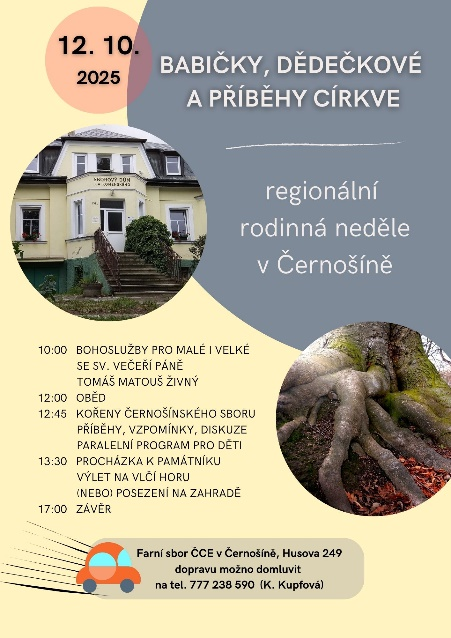 12. 10.
2025
BABIČKY, DĚDEČKOVÉ
A PŘÍBĚHY CÍRKVE
SBOROVÝ DŮM
regionální
rodinná neděle
v Černošíně
10:00 BOHOSLUŽBY PRO MALÉ I VELKÉ
SE SV. VEČEŘÍ PÁNĚ
TOMÁŠ MATOUŠ ŽIVNÝ
12:00 OBĚD
12:45 KOŘENY ČERNOŠÍNSKÉHO SBORU
PŘÍBĚHY, VZPOMÍNKY, DISKUZE
PARALELNÍ PROGRAM PRO DĚTI
13:30 PROCHÁZKA K PAMÁTNÍKU
VÝLET NA VLČÍ HORU
(NEBO) POSEZENÍ NA ZAHRADĚ
17:00 ZÁVĚR
Farní sbor ČCE v Černošíně, Husova 249
dopravu možno domluvit
na tel. 777 238 590 (K. Kupfová)